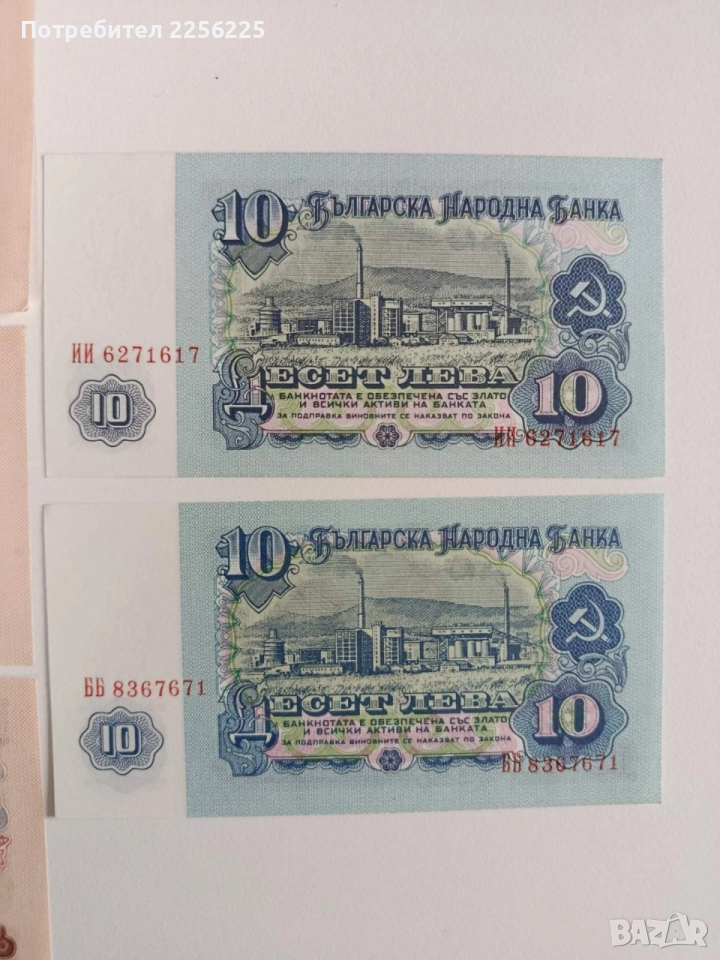 Потребител 2256225
10 Българска Народна Банка
ИИ 6271617
Десет лева
БАНКНОТАТА Е ОБЕЗПЕЧЕНА СЪС ЗЛАТО
И ВСИЧКИ АКТИВИ НА БАНКАТА
ЗА ПОДПРАВКА ВИНОВНИТЕ СЕ НАКАЗВАТ ПО ЗАКОНА
10
10
ИИ 6271617
10 Българска Народна Банка
ББ 8367671
Десет лева
БАНКНОТАТА Е ОБЕЗПЕЧЕНА СЪС ЗЛАТО
И ВСИЧКИ АКТИВИ НА БАНКАТА
ЗА ПОДПРАВКА ВИНОВНИТЕ СЕ НАКАЗВАТ ПО ЗАКОНА
10
10
ББ 8367671
BAZAR